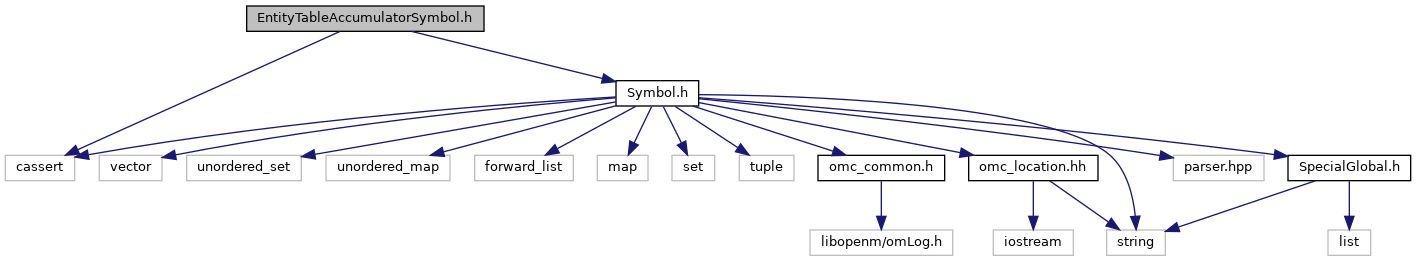 EntityTableAccumulatorSymbol.h
Symbol.h
cassert
vector
unordered_set
unordered_map
forward_list
map
set
tuple
omc_common.h
omc_location.hh
parser.hpp
SpecialGlobal.h
libopenm/omLog.h
iostream
string
list